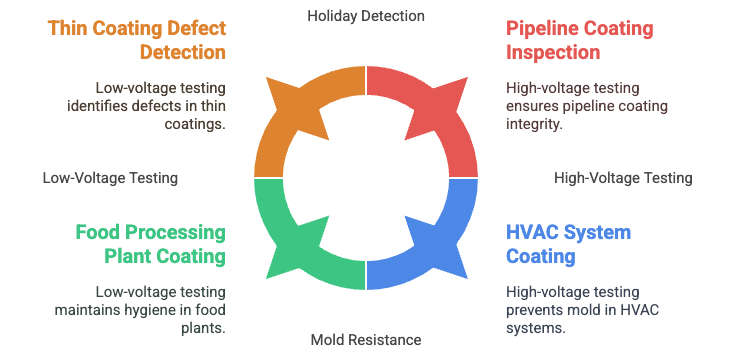 Holiday Detection
Thin Coating Defect
Detection
Low-voltage testing
identifies defects in thin
coatings.
Pipeline Coating
Inspection
High-voltage testing
ensures pipeline coating
integrity.
Low-Voltage Testing
High-Voltage Testing
Food Processing
Plant Coating
Low-voltage testing
maintains hygiene in food
plants.
HVAC System
Coating
High-voltage testing
prevents mold in HVAC
systems.
Mold Resistance